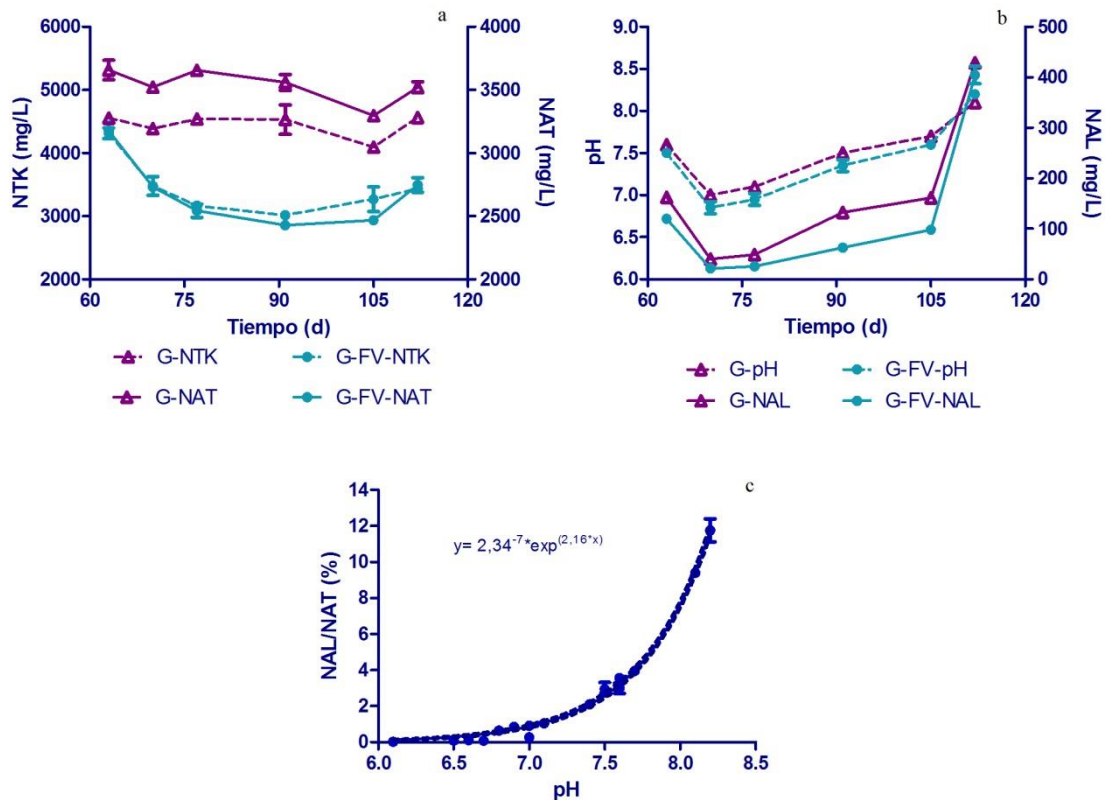 a
NTK (mg/L)
6000
5000
4000
3000
2000
4000
3500
3000
2500
2000
NAT (mg/L)
60 75 90 105 120
Tiempo (d)
G-NTK G-FV-NTK
G-NAT G-FV-NAT
b
pH
9.0
8.5
8.0
7.5
7.0
6.5
6.0
500
400
300
200
100
0
NAL (mg/L)
60 75 90 105 120
Tiempo (d)
G-pH G-FV-pH
G-NAL G-FV-NAL
c
NAL/NAT (%)
14
12
10
8
6
4
2
0
y= 2,34⁻⁷*exp⁽²,¹⁶*ˣ⁾
6.0 6.5 7.0 7.5 8.0 8.5
pH